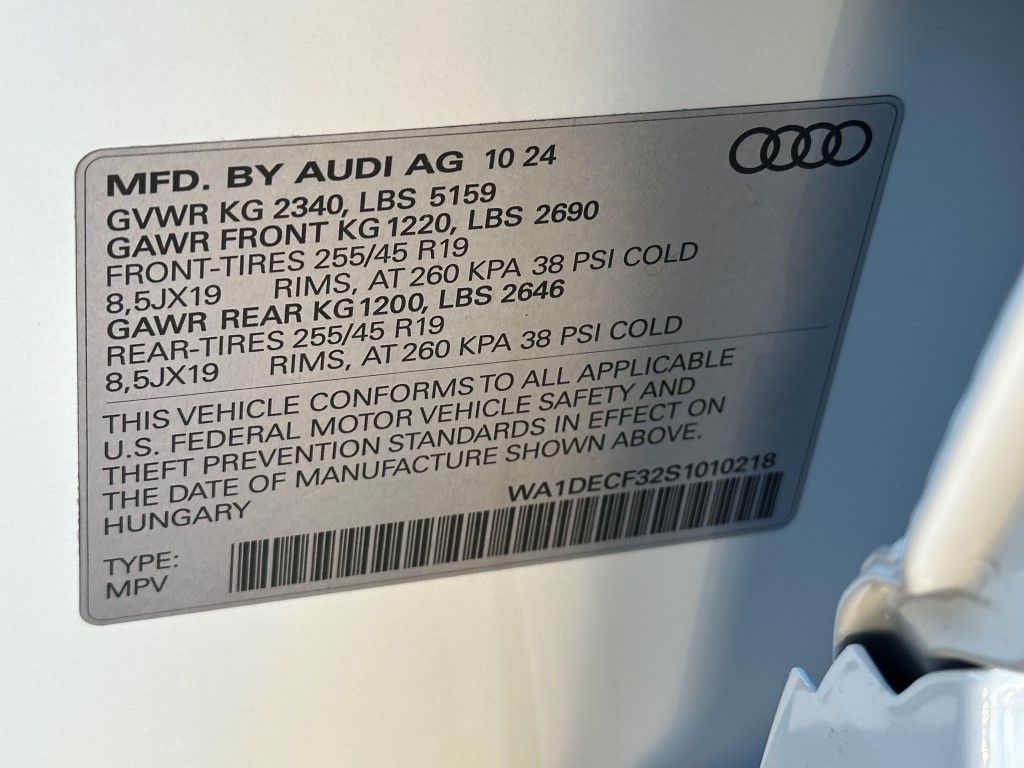 MFD. BY AUDI AG 10 24
GVWR KG 2340, LBS 5159
GAWR FRONT KG 1220, LBS 2690
FRONT-TIRES 255/45 R19
8,5JX19 RIMS, AT 260 KPA 38 PSI COLD
GAWR REAR KG 1200, LBS 2646
REAR-TIRES 255/45 R19
8,5JX19 RIMS, AT 260 KPA 38 PSI COLD
THIS VEHICLE CONFORMS TO ALL APPLICABLE
U.S. FEDERAL MOTOR VEHICLE SAFETY AND
THEFT PREVENTION STANDARDS IN EFFECT ON
THE DATE OF MANUFACTURE SHOWN ABOVE.
HUNGARY WA1DECF32S1010218
TYPE:
MPV